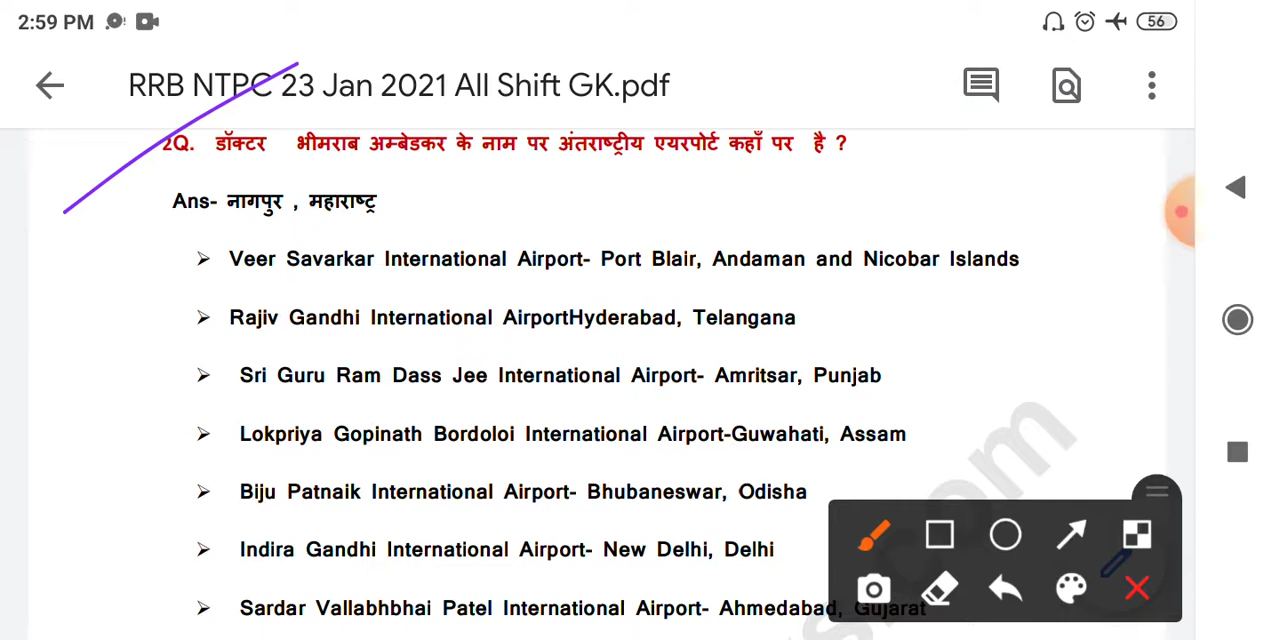 2:59 PM
56
RRB NTPC 23 Jan 2021 All Shift GK.pdf
2Q. डॉक्टर भीमराब अम्बेडकर के नाम पर अंतराष्ट्रीय एयरपोर्ट कहाँ पर है ?
Ans- नागपुर , महाराष्ट्र
➢ Veer Savarkar International Airport- Port Blair, Andaman and Nicobar Islands
➢ Rajiv Gandhi International AirportHyderabad, Telangana
➢ Sri Guru Ram Dass Jee International Airport- Amritsar, Punjab
➢ Lokpriya Gopinath Bordoloi International Airport-Guwahati, Assam
➢ Biju Patnaik International Airport- Bhubaneswar, Odisha
➢ Indira Gandhi International Airport- New Delhi, Delhi
➢ Sardar Vallabhbhai Patel International Airport- Ahmedabad, Gujarat